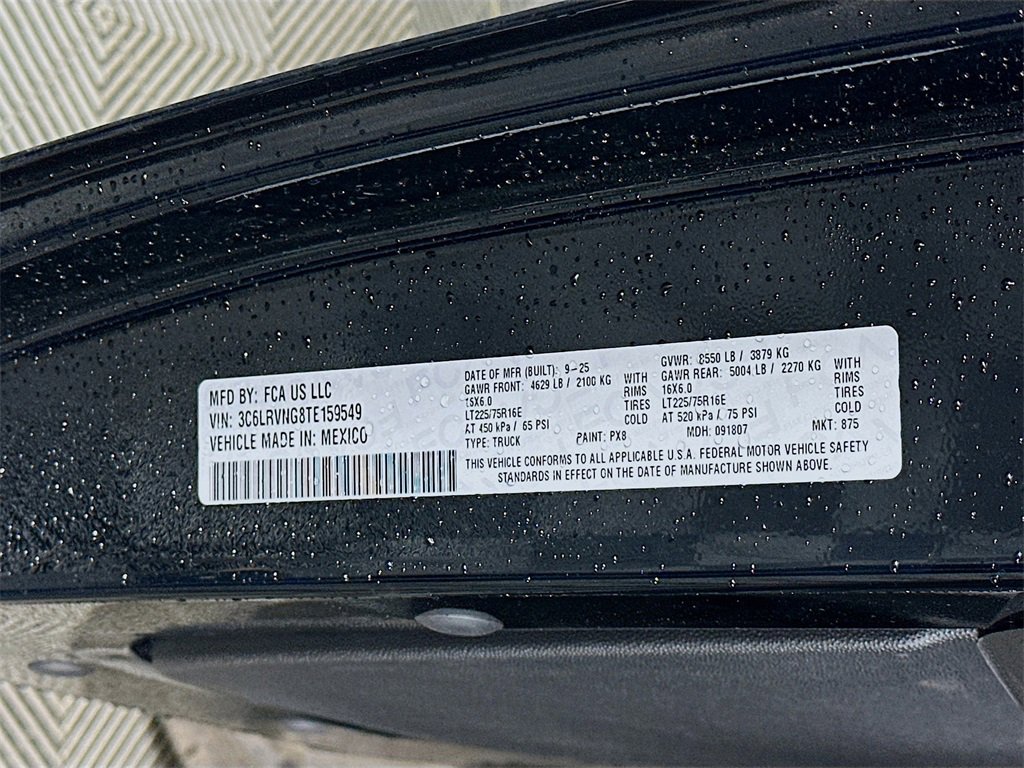 MFD BY: FCA US LLC
VIN: 3C6LRVNG8TE159549
VEHICLE MADE IN: MEXICO
DATE OF MFR (BUILT): 9-25
GAWR FRONT: 4629 LB / 2100 KG
16X6.0
LT225/75R16E
AT 450 kPa / 65 PSI
TYPE: TRUCK
WITH
RIMS
TIRES
COLD
PAINT: PX8
GVWR: 8550 LB / 3879 KG
GAWR REAR: 5004 LB / 2270 KG
16X6.0
LT225/75R16E
AT 520 kPa / 75 PSI
MDH: 091807
WITH
RIMS
TIRES
COLD
MKT: 875
THIS VEHICLE CONFORMS TO ALL APPLICABLE U.S.A. FEDERAL MOTOR VEHICLE SAFETY
STANDARDS IN EFFECT ON THE DATE OF MANUFACTURE SHOWN ABOVE.